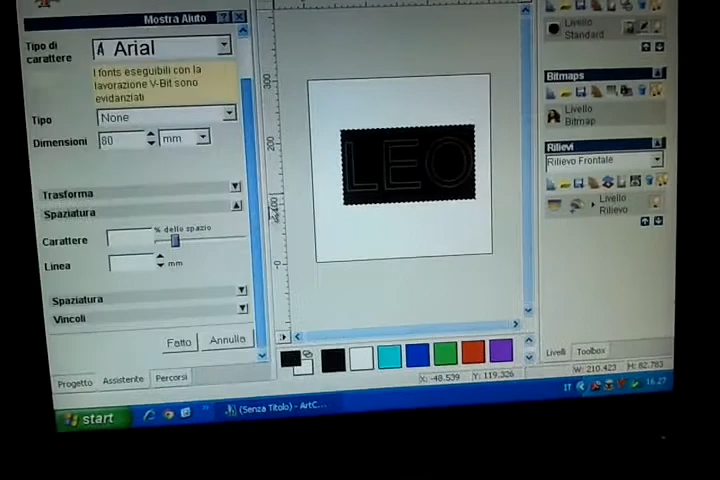 Mostra Aiuto
Tipo di
carattere
Arial
I fonts eseguibili con la
lavorazione V-Bit sono
evidanziati
Tipo
None
Dimensioni
80
mm
Trasforma
Spaziatura
% dello spazio
Carattere
Linea
mm
Spaziatura
Vincoli
Fatto
Annulla
Progetto
Assistente
Percorsi
300
200
-0
LEO
Livello
Standard
Bitmaps
Livello
Bitmap
Rilievi
Rilievo Frontale
Livello
Rilievo
Livelli
Toolbox
X: -48.539
Y: 119.326
W: 210.423
H: 82.783
start
(Senza Titolo) - ArtC...
IT
16.27